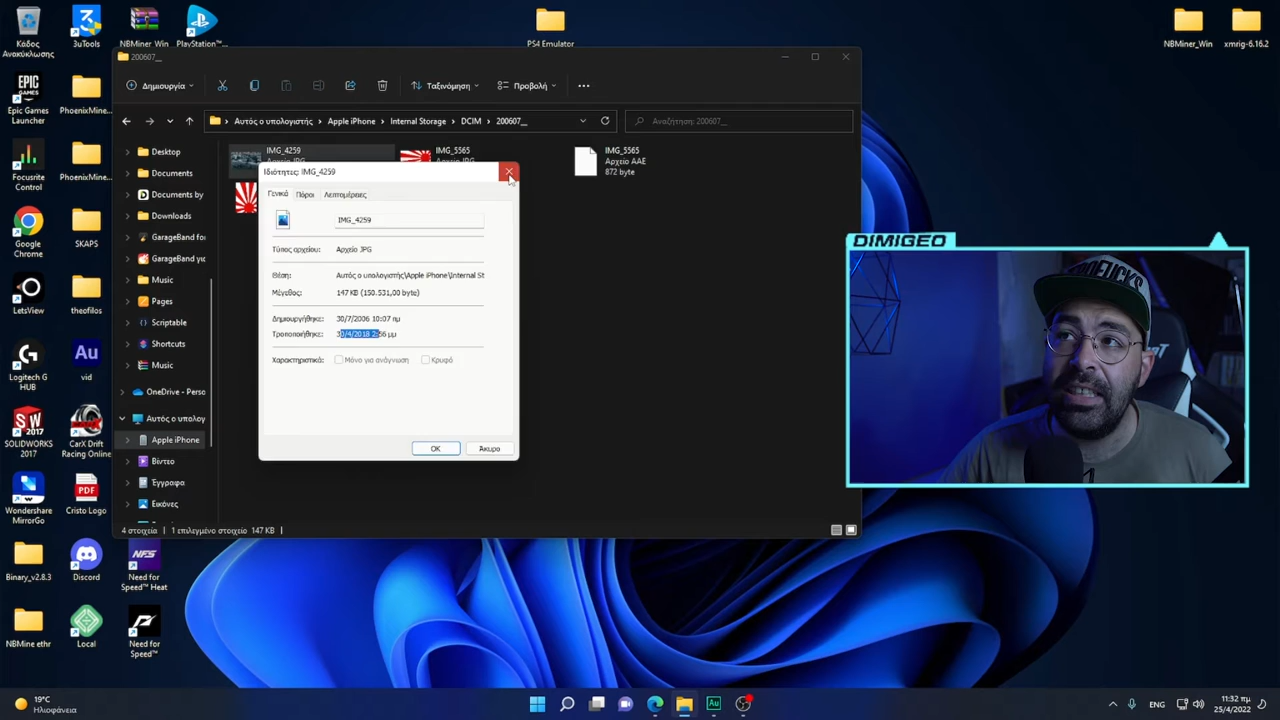 Κάδος Ανακύκλωσης
3uTools
NBMiner_Win
PlayStation™...
PS4 Emulator
NBMiner_Win
xmrig-6.16.2
200607__
Δημιουργία
Ταξινόμηση
Προβολή
Αυτός ο υπολογιστής > Apple iPhone > Internal Storage > DCIM > 200607__
Αναζήτηση: 200607__
Epic Games Launcher
PhoenixMine...
Focusrite Control
PhoenixMine...
Google Chrome
SKAPS
LetsView
theofilos
Logitech G HUB
vid
SOLIDWORKS 2017
CarX Drift Racing Online
Wondershare MirrorGo
Cristo Logo
Binary_v2.8.3
Discord
Need for Speed™ Heat
NBMine ethr
Local
Need for Speed™
Desktop
Documents
Documents by
Downloads
GarageBand for
GarageBand γι
Music
Pages
Scriptable
Shortcuts
Music
OneDrive - Perso
Αυτός ο υπολογ
Apple iPhone
Βίντεο
Έγγραφα
Εικόνες
IMG_4259
Αρχείο JPG
IMG_5565
Αρχείο JPG
IMG_5565
Αρχείο AAE
872 byte
Ιδιότητες: IMG_4259
Γενικά
Πόροι
Λεπτομέρειες
IMG_4259
Τύπος αρχείου: Αρχείο JPG
Θέση: Αυτός ο υπολογιστής\Apple iPhone\Internal St
Μέγεθος: 147 KB (150.531,00 byte)
Δημιουργήθηκε: 30/7/2006 10:07 πμ
Τροποποιήθηκε: 30/4/2018 2:56 μμ
Χαρακτηριστικά: Μόνο για ανάγνωση Κρυφό
OK
Άκυρο
4 στοιχεία
1 επιλεγμένο στοιχείο 147 KB
DIMIGEO
19°C
Ηλιοφάνεια
ENG
11:32 πμ
25/4/2022